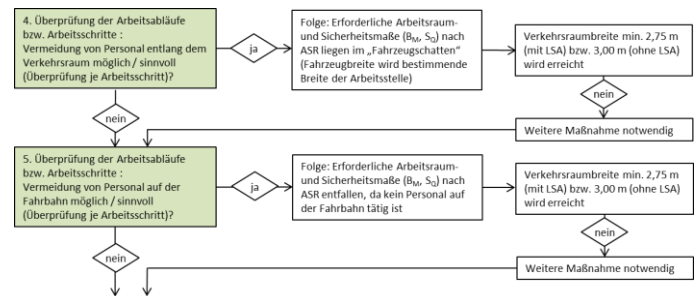 4. Überprüfung der Arbeitsabläufe
bzw. Arbeitsschritte :
Vermeidung von Personal entlang dem
Verkehrsraum möglich / sinnvoll
(Überprüfung je Arbeitsschritt)?
ja
Folge: Erforderliche Arbeitsraum-
und Sicherheitsmaße (BM, SQ) nach
ASR liegen im „Fahrzeugschatten“
(Fahrzeugbreite wird bestimmende
Breite der Arbeitsstelle)
Verkehrsraumbreite min. 2,75 m
(mit LSA) bzw. 3,00 m (ohne LSA)
wird erreicht
nein
nein
Weitere Maßnahme notwendig
5. Überprüfung der Arbeitsabläufe
bzw. Arbeitsschritte :
Vermeidung von Personal auf der
Fahrbahn möglich / sinnvoll
(Überprüfung je Arbeitsschritt)?
ja
Folge: Erforderliche Arbeitsraum-
und Sicherheitsmaße (BM, SQ) nach
ASR entfallen, da kein Personal auf
der Fahrbahn tätig ist
Verkehrsraumbreite min. 2,75 m
(mit LSA) bzw. 3,00 m (ohne LSA)
wird erreicht
nein
nein
Weitere Maßnahme notwendig